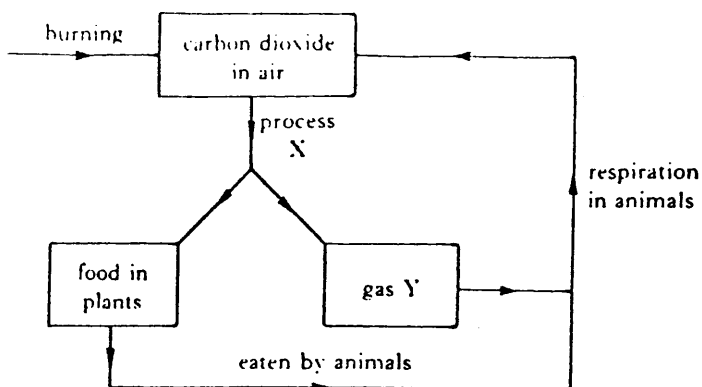 burning
carbon dioxide
in air
process
X
respiration
in animals
food in
plants
gas Y
eaten by animals